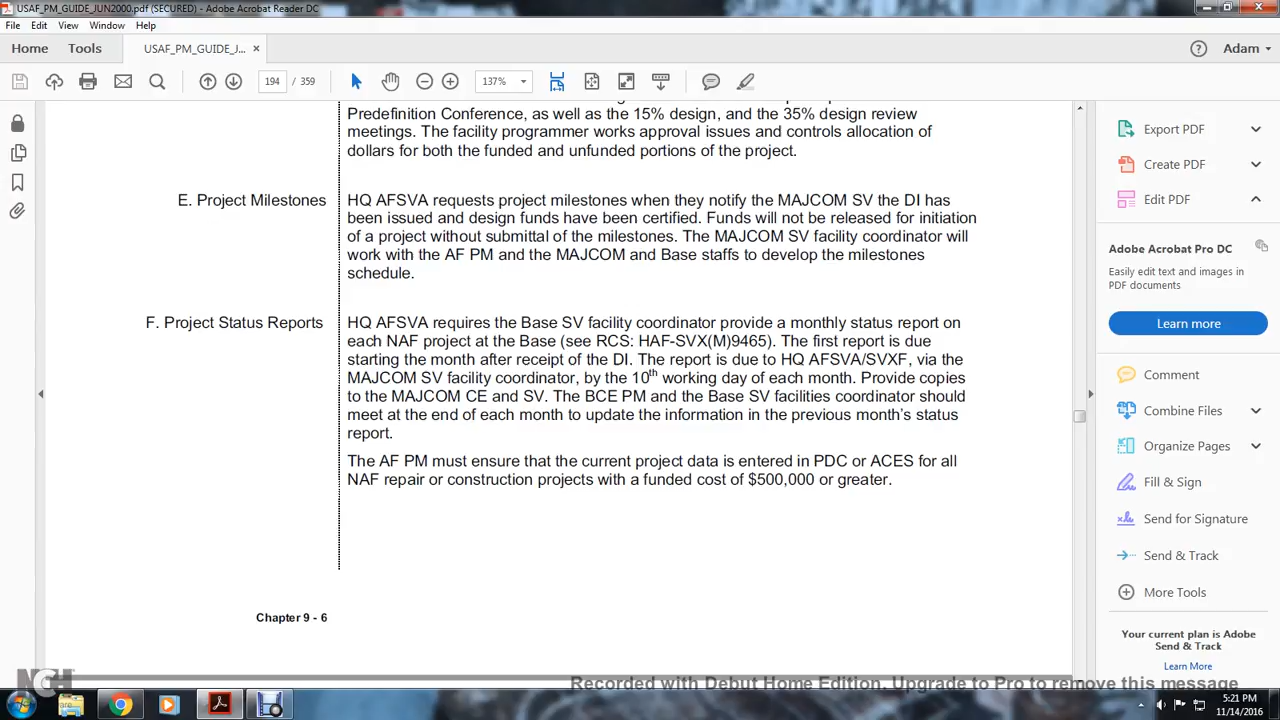 USAF_PM_GUIDE_JUN2000.pdf (SECURED) - Adobe Acrobat Reader DC
File Edit View Window Help
Home Tools USAF_PM_GUIDE_J... × Adam
194 / 359 137%
Predefinition Conference, as well as the 15% design, and the 35% design review
meetings. The facility programmer works approval issues and controls allocation of
dollars for both the funded and unfunded portions of the project.
E. Project Milestones
HQ AFSVA requests project milestones when they notify the MAJCOM SV the DI has
been issued and design funds have been certified. Funds will not be released for initiation
of a project without submittal of the milestones. The MAJCOM SV facility coordinator will
work with the AF PM and the MAJCOM and Base staffs to develop the milestones
schedule.
F. Project Status Reports
HQ AFSVA requires the Base SV facility coordinator provide a monthly status report on
each NAF project at the Base (see RCS: HAF-SVX(M)9465). The first report is due
starting the month after receipt of the DI. The report is due to HQ AFSVA/SVXF, via the
MAJCOM SV facility coordinator, by the 10th working day of each month. Provide copies
to the MAJCOM CE and SV. The BCE PM and the Base SV facilities coordinator should
meet at the end of each month to update the information in the previous month's status
report.
The AF PM must ensure that the current project data is entered in PDC or ACES for all
NAF repair or construction projects with a funded cost of $500,000 or greater.
Chapter 9 - 6
Export PDF
Create PDF
Edit PDF
Adobe Acrobat Pro DC
Easily edit text and images in
PDF documents
Learn more
Comment
Combine Files
Organize Pages
Fill & Sign
Send for Signature
Send & Track
More Tools
Your current plan is Adobe
Send & Track
Learn More
NCH
Recorded with Debut Home Edition. Upgrade to Pro to remove this message
5:21 PM
11/14/2016